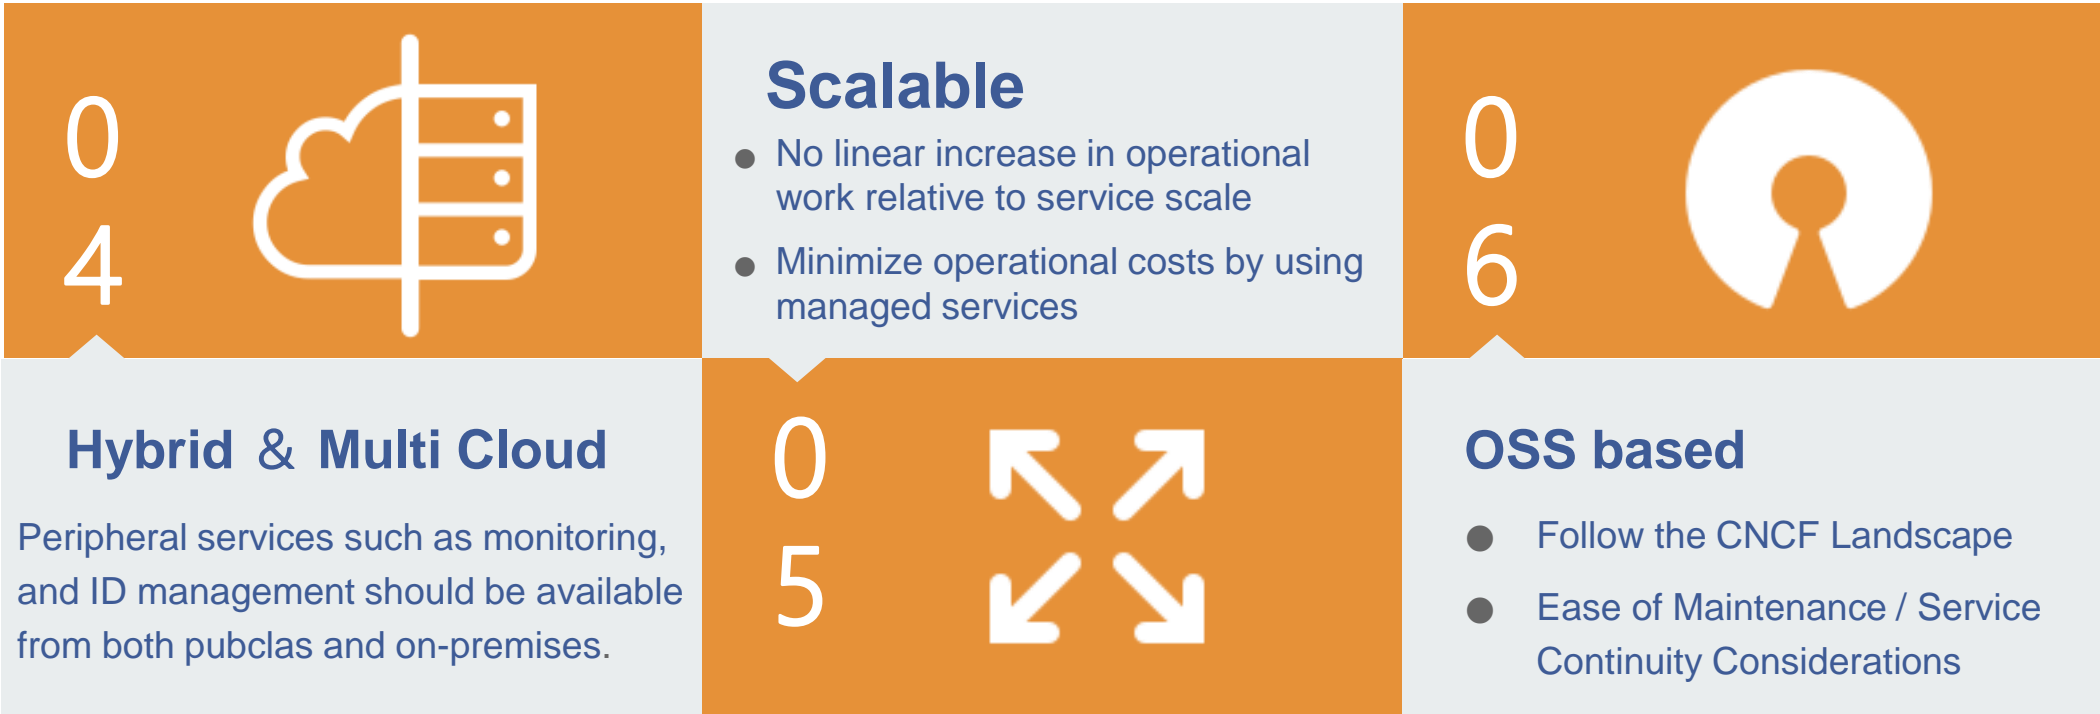 0
4
Hybrid & Multi Cloud
Peripheral services such as monitoring,
and ID management should be available
from both pubclas and on-premises.
Scalable
● No linear increase in operational
work relative to service scale
● Minimize operational costs by using
managed services
0
5
0
6
OSS based
● Follow the CNCF Landscape
● Ease of Maintenance / Service
Continuity Considerations